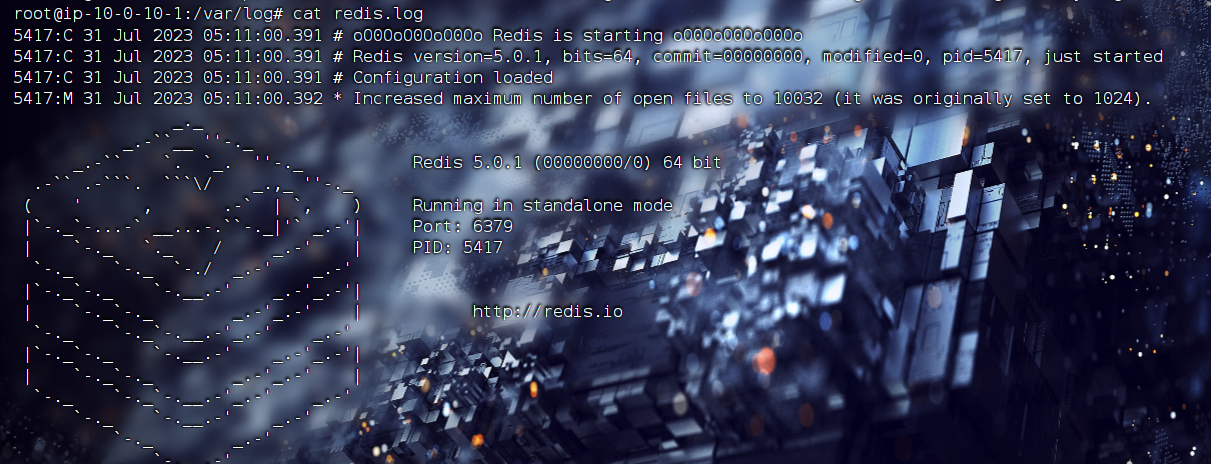 root@ip-10-0-10-1:/var/log# cat redis.log
5417:C 31 Jul 2023 05:11:00.391 # oO0OoO0OoO0Oo Redis is starting oO0OoO0OoO0Oo
5417:C 31 Jul 2023 05:11:00.391 # Redis version=5.0.1, bits=64, commit=00000000, modified=0, pid=5417, just started
5417:C 31 Jul 2023 05:11:00.391 # Configuration loaded
5417:M 31 Jul 2023 05:11:00.392 * Increased maximum number of open files to 10032 (it was originally set to 1024).
Redis 5.0.1 (00000000/0) 64 bit
Running in standalone mode
Port: 6379
PID: 5417
http://redis.io